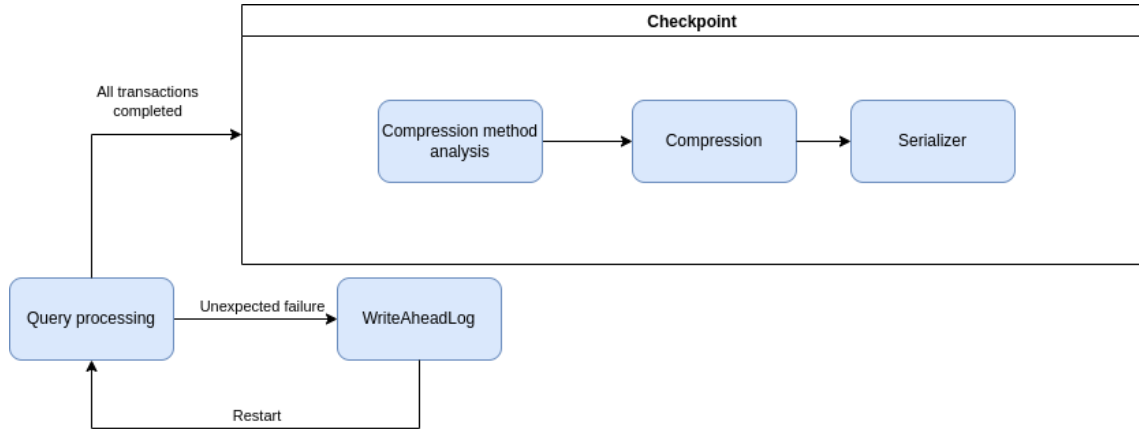 Checkpoint
All transactions
completed
Compression method
analysis
Compression
Serializer
Query processing
Unexpected failure
WriteAheadLog
Restart